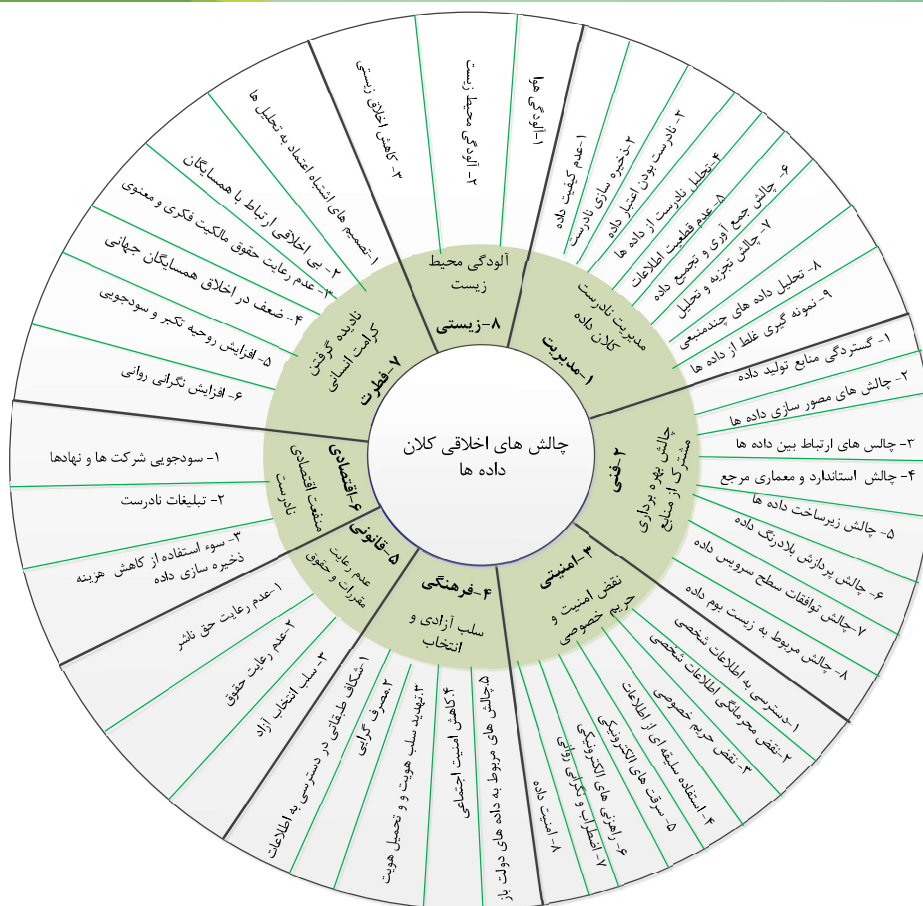 چالش های اخلاقی کلان
داده ها
۱-مدیریت
مدیریت نادرست
کلان داده
۱-عدم کیفیت داده
۲-ذخیره سازی نادرست
۳- نادرست بودن اعتبار داده
۴-تحلیل نادرست از داده ها
۵- عدم قطعیت اطلاعات
۶- چالش جمع آوری و تجمیع داده
۷- چالش تجزیه و تحلیل
۸- تحلیل داده های چندمنبعی
۹- نمونه گیری غلط از داده ها
۲-فنی
چالش بهره برداری
مشترک از منابع
۱- گستردگی منابع تولید داده
۲- چالش های مصور سازی داده ها
۳- چالس های ارتباط بین داده ها
۴- چالش استاندارد و معماری مرجع
۵- چالش زیرساخت داده ها
۶- چالش پردازش بلادرنگ داده
۷-چالش توافقات سطح سرویس داده
۸- چالش مربوط به زیست بوم داده
۳-امنیتی
نقض امنیت و
حریم خصوصی
۱-دسترسی به اطلاعات شخصی
۲-نقض محرمانگی اطلاعات شخصی
۳- نقض حریم خصوصی
۴- استفاده سلیقه ای از اطلاعات
۵- سرقت های الکترونیکی
۶- راهزنی های الکترونیکی
۷- اضطراب و نگرانی روانی
۸- امنیت داده
۴-فرهنگی
سلب آزادی و
انتخاب
۱-شکاف طبقاتی در دسترسی به اطلاعات
۲.مصرف گرایی
۳.تهدید سلب هویت و و تحمیل هویت
۴.کاهش امنیت اجتماعی
۵.چالش های مربوط به داده های دولت باز
۵-قانونی
عدم رعایت
مقررات و حقوق
۱-عدم رعایت حق ناشر
۲-عدم رعایت حقوق
۳- سلب انتخاب آزاد
۶-اقتصادی
منفعت اقتصادی
نادرست
۱- سودجویی شرکت ها و نهادها
۲- تبلیغات نادرست
۳- سوء استفاده از کاهش هزینه
ذخیره سازی داده
۷-فطرت
نادیده گرفتن
کرامت انسانی
۱- تصمیم های اشتباه اعتماد به تحلیل ها
۲- بی اخلاقی ارتباط با همسایگان
۳- عدم رعایت حقوق مالکیت فکری و معنوی
۴- ضعف در اخلاق همسایگان جهانی
۵- افزایش روحیه تکبر و سودجویی
۶- افزایش نگرانی روانی
۸-زیستی
آلودگی محیط
زیست
۱-آلودگی هوا
۲- آلودگی محیط زیست
۳- کاهش اخلاق زیستی